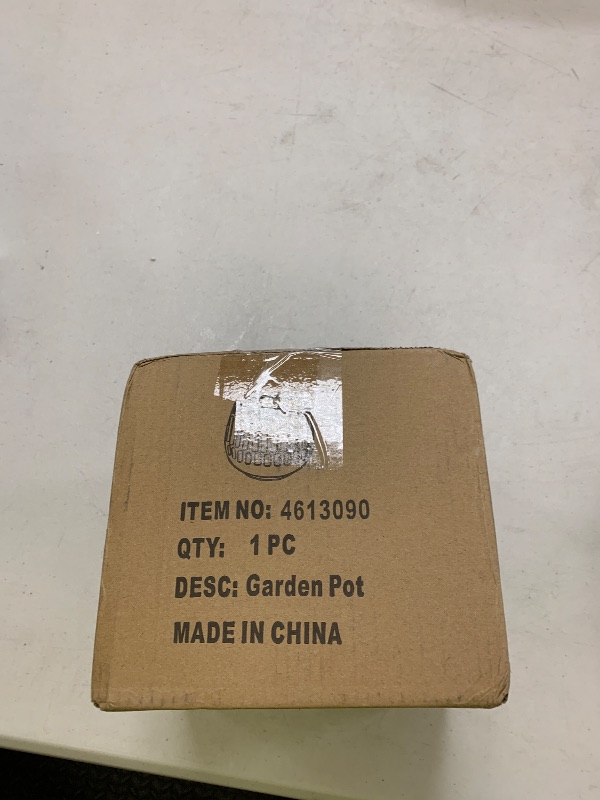 ITEM NO: 4613090
QTY: 1 PC
DESC: Garden Pot
MADE IN CHINA